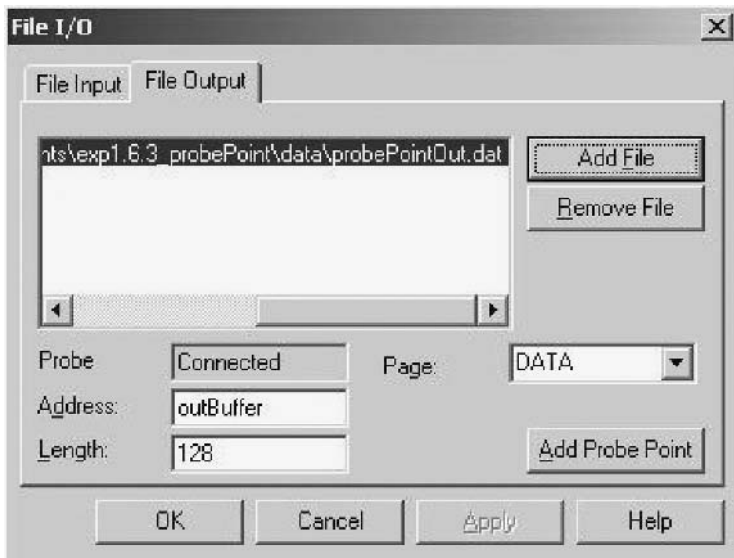 File I/O
File Input File Output
nts\exp1.6.3_probePoint\data\probePointOut.dat
Add File
Remove File
Probe Connected Page: DATA
Address: outBuffer
Length: 128 Add Probe Point
OK Cancel Apply Help